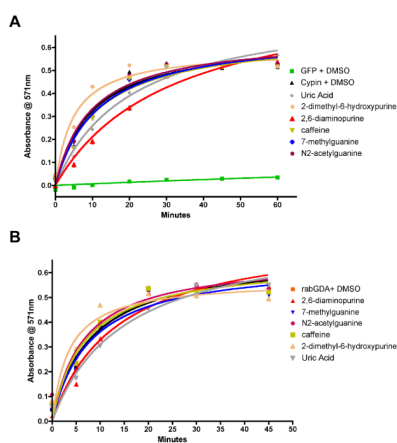 A
Absorbance @ 571nm
0.6
0.5
0.4
0.3
0.2
0.1
0.0
0 10 20 30 40 50 60
Minutes
GFP + DMSO
Cypin + DMSO
Uric Acid
2-dimethyl-6-hydroxypurine
2,6-diaminopurine
caffeine
7-methylguanine
N2-acetylguanine
B
Absorbance @ 571nm
0.6
0.5
0.4
0.3
0.2
0.1
0.0
0 5 10 15 20 25 30 35 40 45 50
Minutes
rabGDA+ DMSO
2,6-diaminopurine
7-methylguanine
N2-acetylguanine
caffeine
2-dimethyl-6-hydroxypurine
Uric Acid